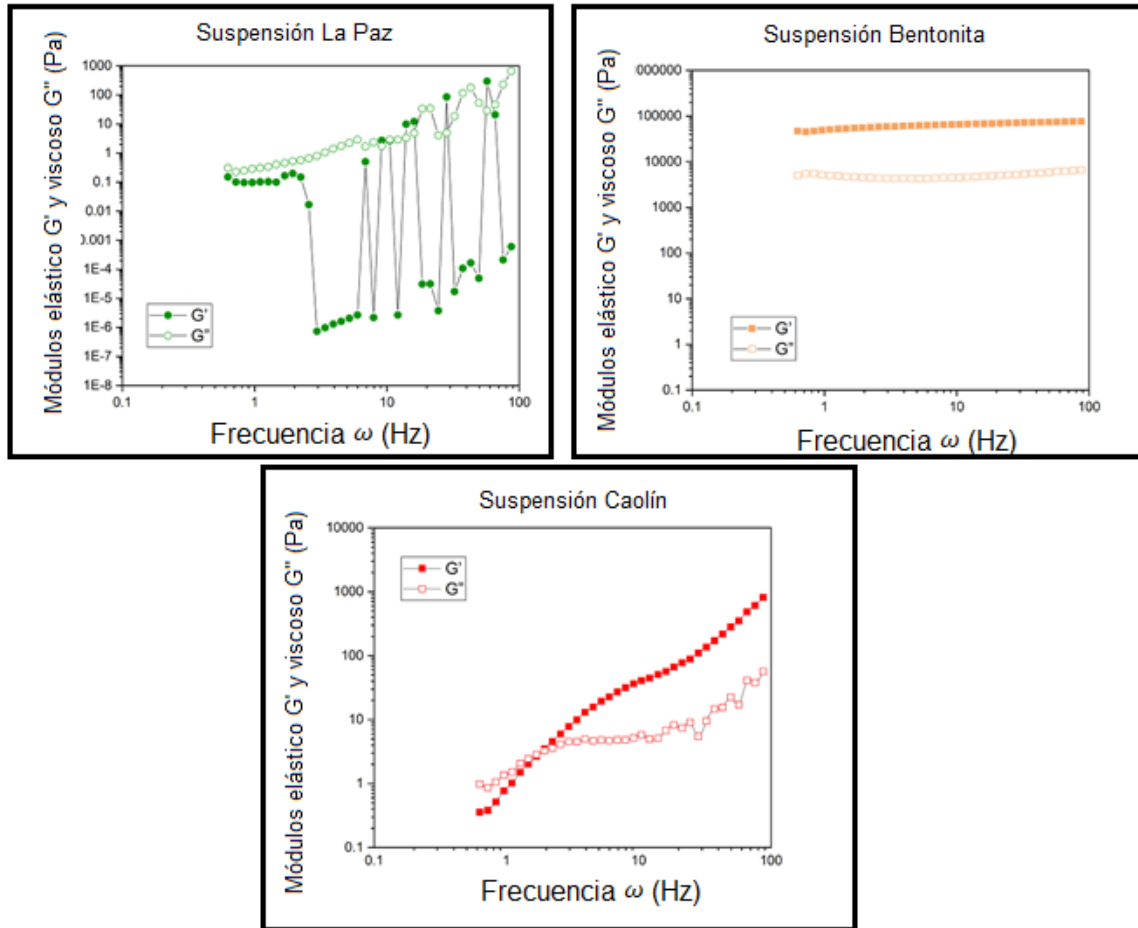 Suspensión La Paz
Módulos elástico G' y viscoso G" (Pa)
1000
100
10
1
0.1
0.01
0.001
1E-4
1E-5
1E-6
1E-7
1E-8
G'
G"
0.1
1
10
100
Frecuencia ω (Hz)
Suspensión Bentonita
Módulos elástico G' y viscoso G" (Pa)
000000
100000
10000
1000
100
10
1
0.1
G'
G"
0.1
1
10
100
Frecuencia ω (Hz)
Suspensión Caolín
Módulos elástico G' y viscoso G" (Pa)
10000
1000
100
10
1
0.1
G'
G"
0.1
1
10
100
Frecuencia ω (Hz)